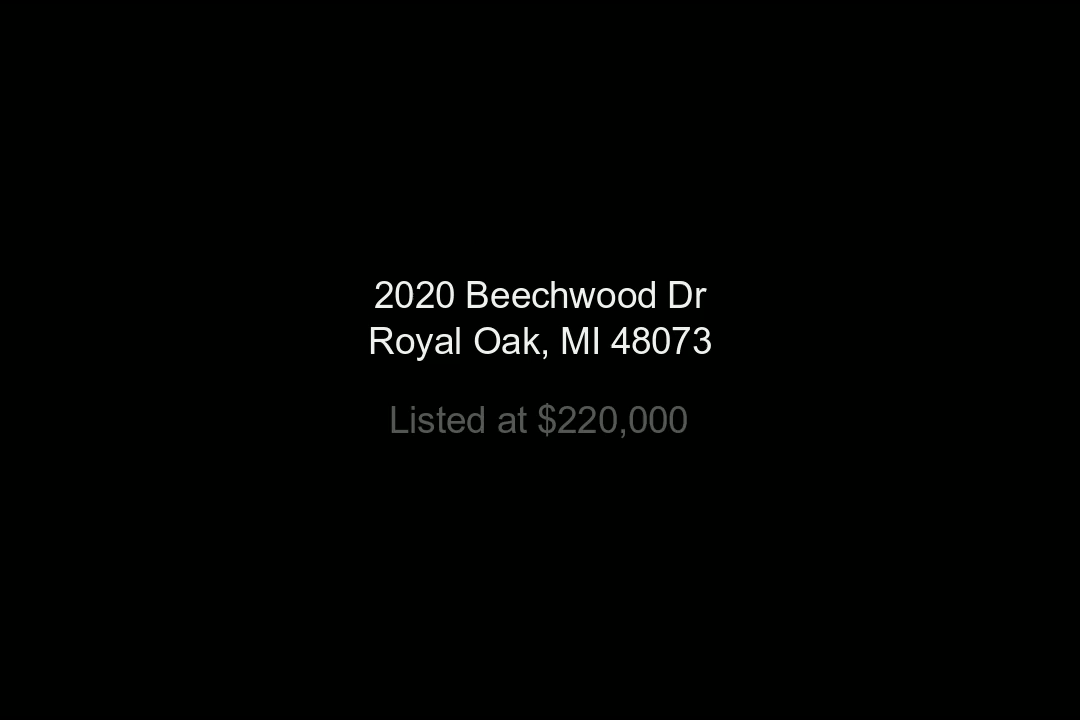 2020 Beechwood Dr
Royal Oak, MI 48073
Listed at $220,000